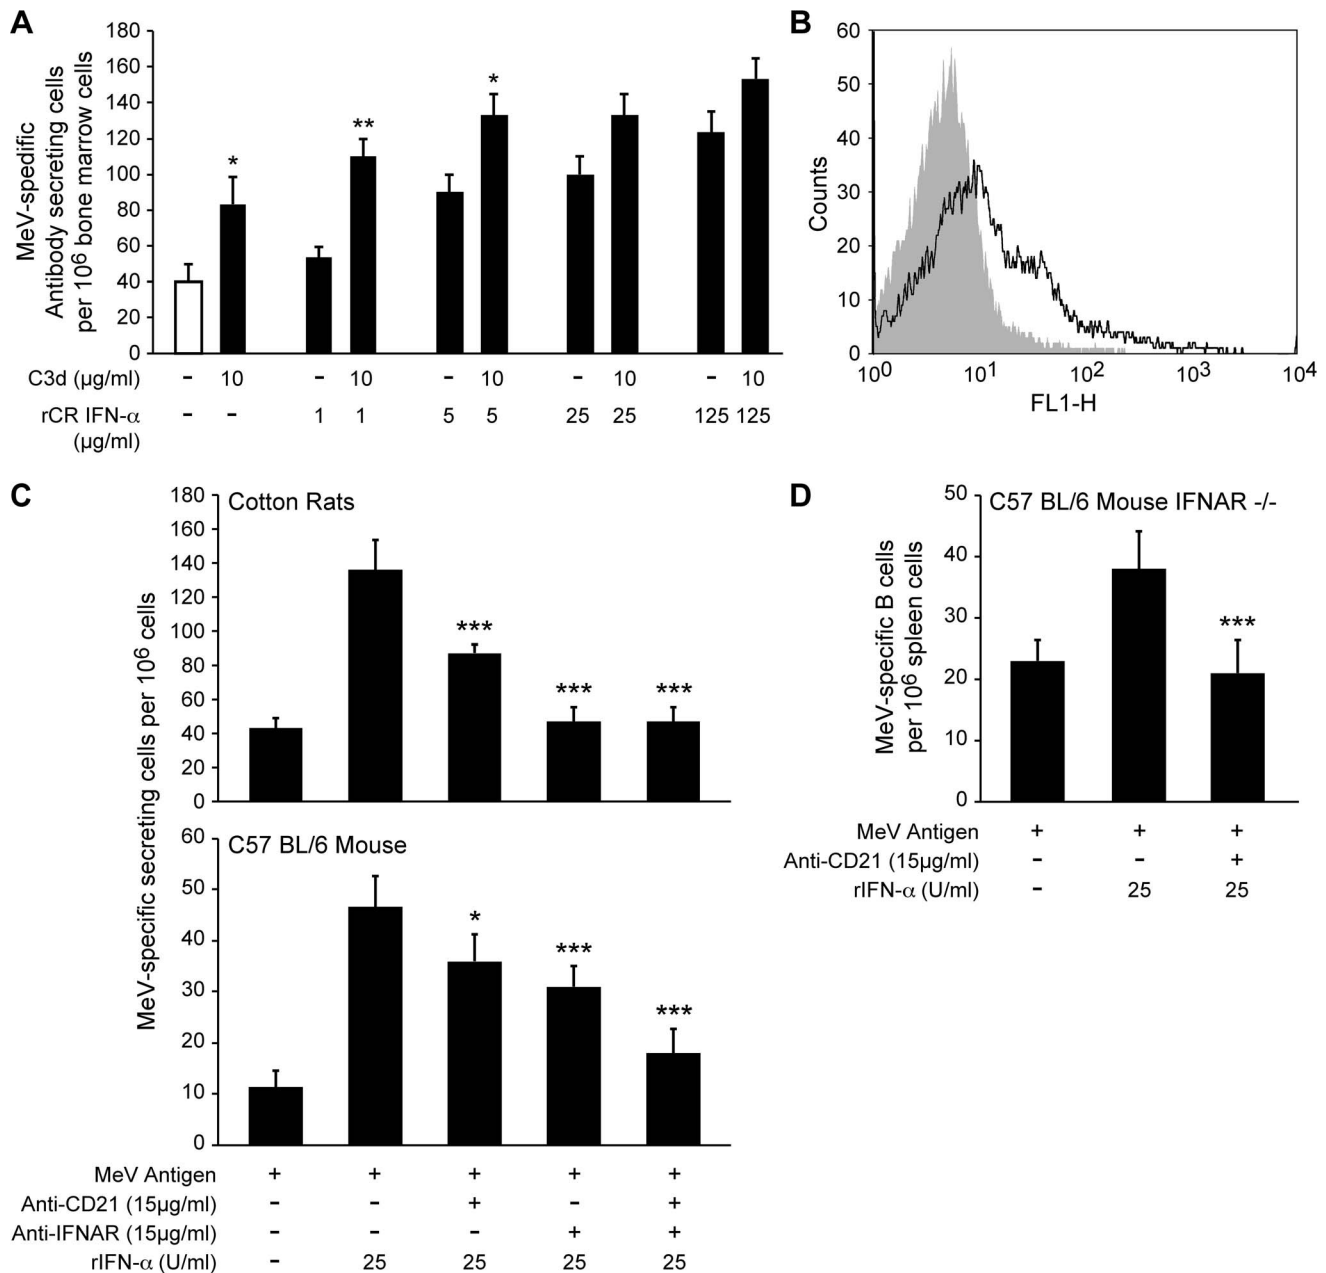 A
MeV-spedific
Antibody secreting cells
per 10⁶ bone marrow cells
180
160
140
120
100
80
60
40
20
0
*
**
*
C3d (µg/ml) - 10 - 10 - 10 - 10 - 10
rCR IFN-α - - 1 1 5 5 25 25 125 125
(µg/ml)
B
Counts
60
50
40
30
20
10
0
10⁰ 10¹ 10² 10³ 10⁴
FL1-H
C
MeV-specific secreting cells per 10⁶ cells
Cotton Rats
180
160
140
120
100
80
60
40
20
0
*** *** ***
C57 BL/6 Mouse
60
50
40
30
20
10
0
* *** ***
MeV Antigen + + + + +
Anti-CD21 (15µg/ml) - - + - +
Anti-IFNAR (15µg/ml) - - - + +
rIFN-α (U/ml) - 25 25 25 25
D
MeV-specific B cells
per 10⁶ spleen cells
C57 BL/6 Mouse IFNAR -/-
50
40
30
20
10
0
***
MeV Antigen + + +
Anti-CD21 (15µg/ml) - - +
rIFN-α (U/ml) - 25 25